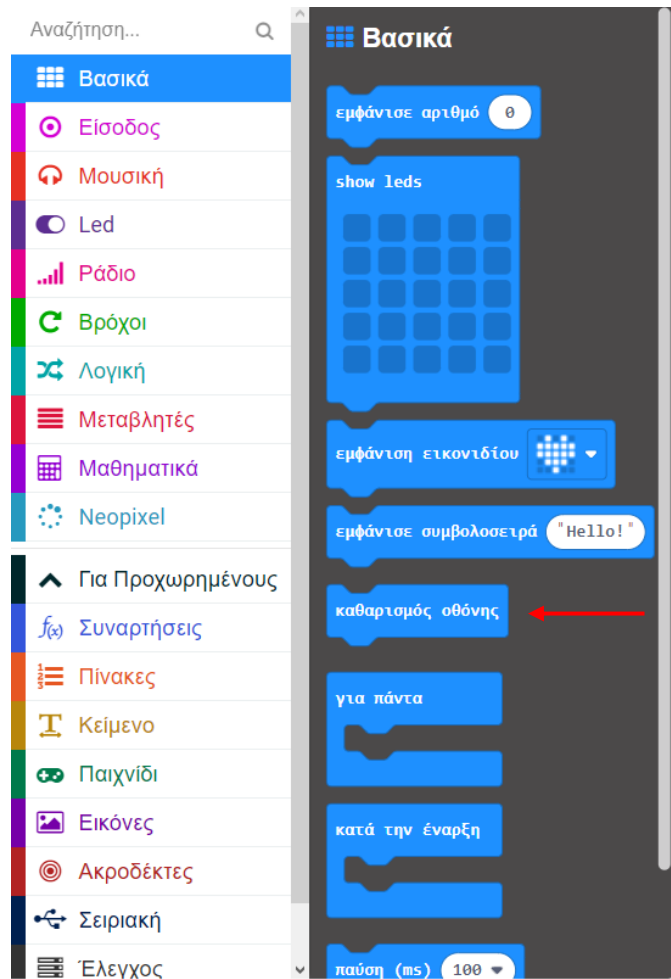 Αναζήτηση...
Βασικά
Είσοδος
Μουσική
Led
Ράδιο
Βρόχοι
Λογική
Μεταβλητές
Μαθηματικά
Neopixel
Για Προχωρημένους
f(x) Συναρτήσεις
Πίνακες
Κείμενο
Παιχνίδι
Εικόνες
Ακροδέκτες
Σειριακή
Έλεγχος
Βασικά
εμφάνισε αριθμό 0
show leds
εμφάνιση εικονιδίου
εμφάνισε συμβολοσειρά "Hello!"
καθαρισμός οθόνης
για πάντα
κατά την έναρξη
παύση (ms) 100